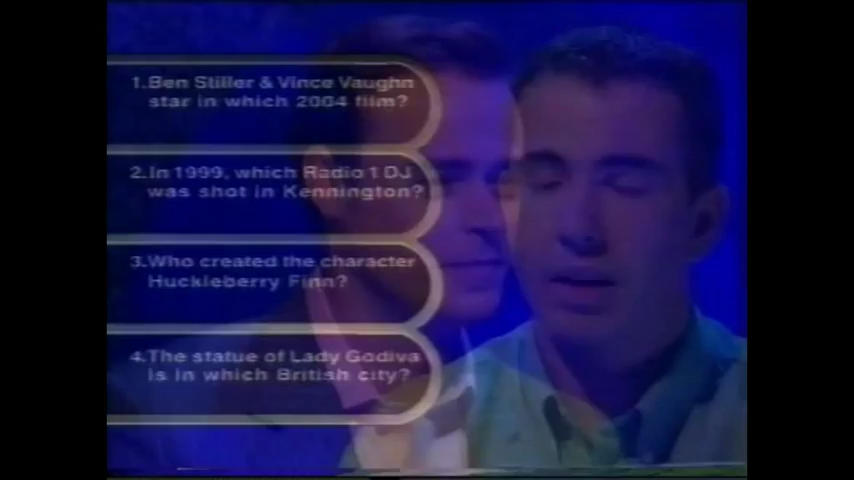 1.Ben Stiller & Vince Vaughn
star in which 2004 film?
2.In 1999, which Radio 1 DJ
was shot in Kennington?
3.Who created the character
Huckleberry Finn?
4.The statue of Lady Godiva
is in which British city?